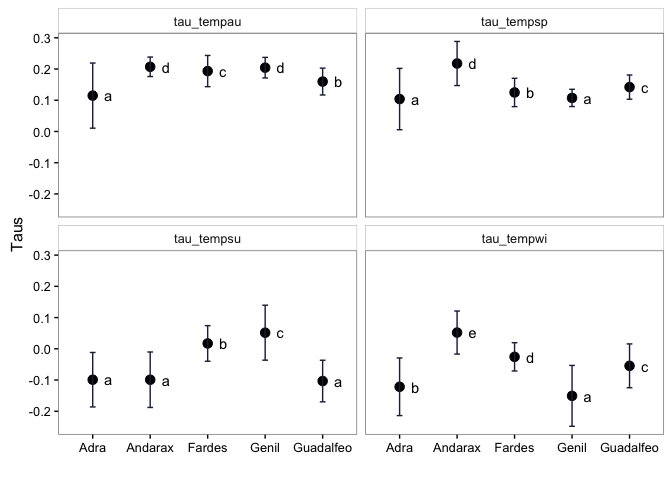 tau_tempau tau_tempsp
0.3
0.2
0.1
0.0
-0.1
-0.2
a d c d b
a d b a c
Taus
tau_tempsu tau_tempwi
0.3
0.2
0.1
0.0
-0.1
-0.2
a a b c a
b e d a c
Adra Andarax Fardes Genil Guadalfeo Adra Andarax Fardes Genil Guadalfeo